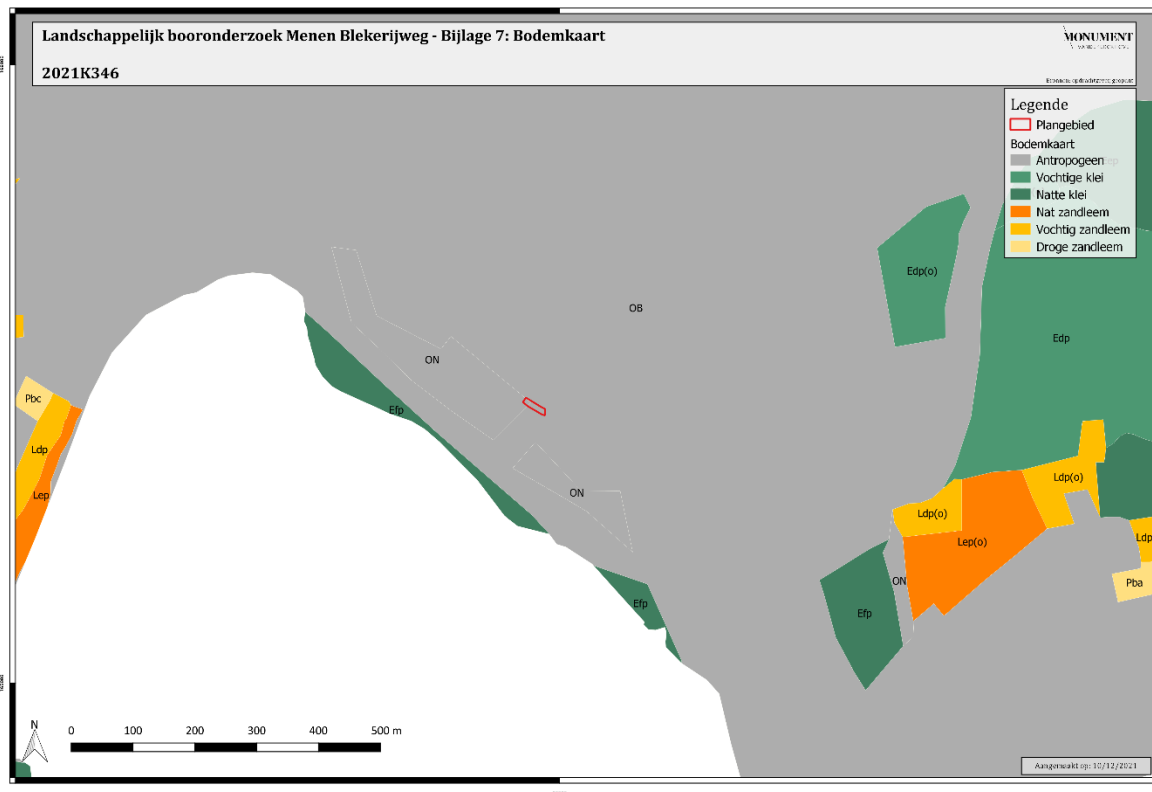 Landschappelijk booronderzoek Menen Blekerijweg - Bijlage 7: Bodemkaart
2021K346
MONUMENT
Legende
Plangebied
Bodemkaart
Antropogeen
Vochtige klei
Natte klei
Nat zandleem
Vochtig zandleem
Droge zandleem
Edp(o)
OB
Edp
ON
Efp
Pbc
Ldp
Lep
ON
Ldp(o)
Ldp(o)
Lep(o)
Ldp
ON
Pba
Efp
Efp
N
0 100 200 300 400 500 m
Aangemaakt op: 10/12/2021